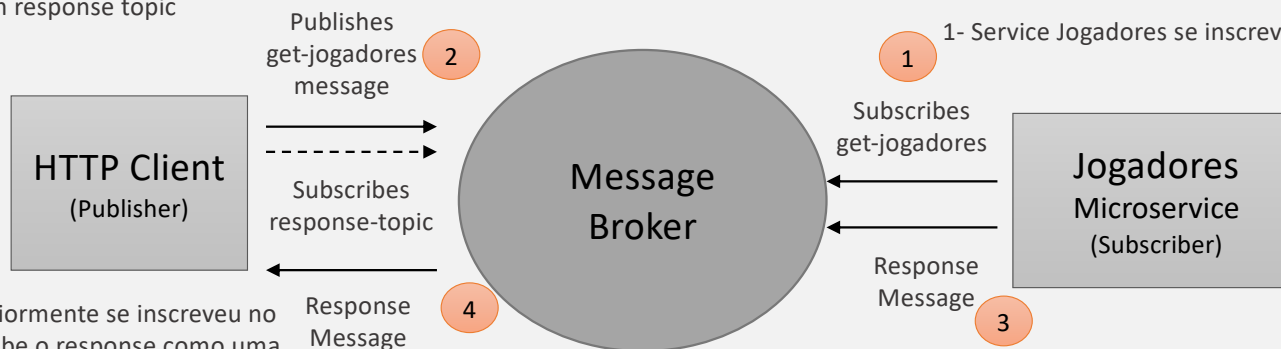 response topic
Publishes
get-jogadores
message
2
HTTP Client
(Publisher)
Subscribes
response-topic
iormente se inscreveu no
be o response como uma
Response
Message
4
Message
Broker
1
1- Service Jogadores se inscrev
Subscribes
get-jogadores
Jogadores
Microservice
(Subscriber)
Response
Message
3